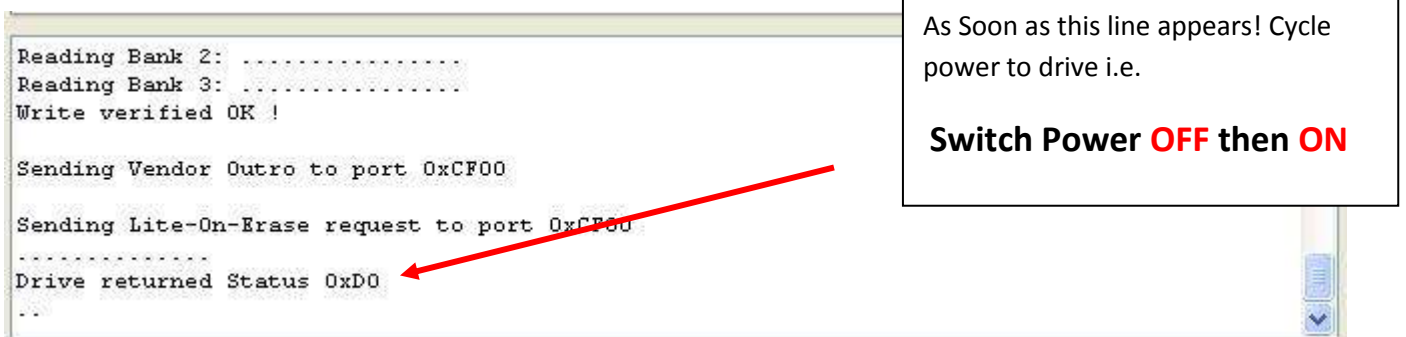 Reading Bank 2: ................
Reading Bank 3: ................
Write verified OK !
Sending Vendor Outro to port 0xCF00
Sending Lite-On-Erase request to port 0xCF00
..............
Drive returned Status 0xD0
..
As Soon as this line appears! Cycle
power to drive i.e.
Switch Power OFF then ON